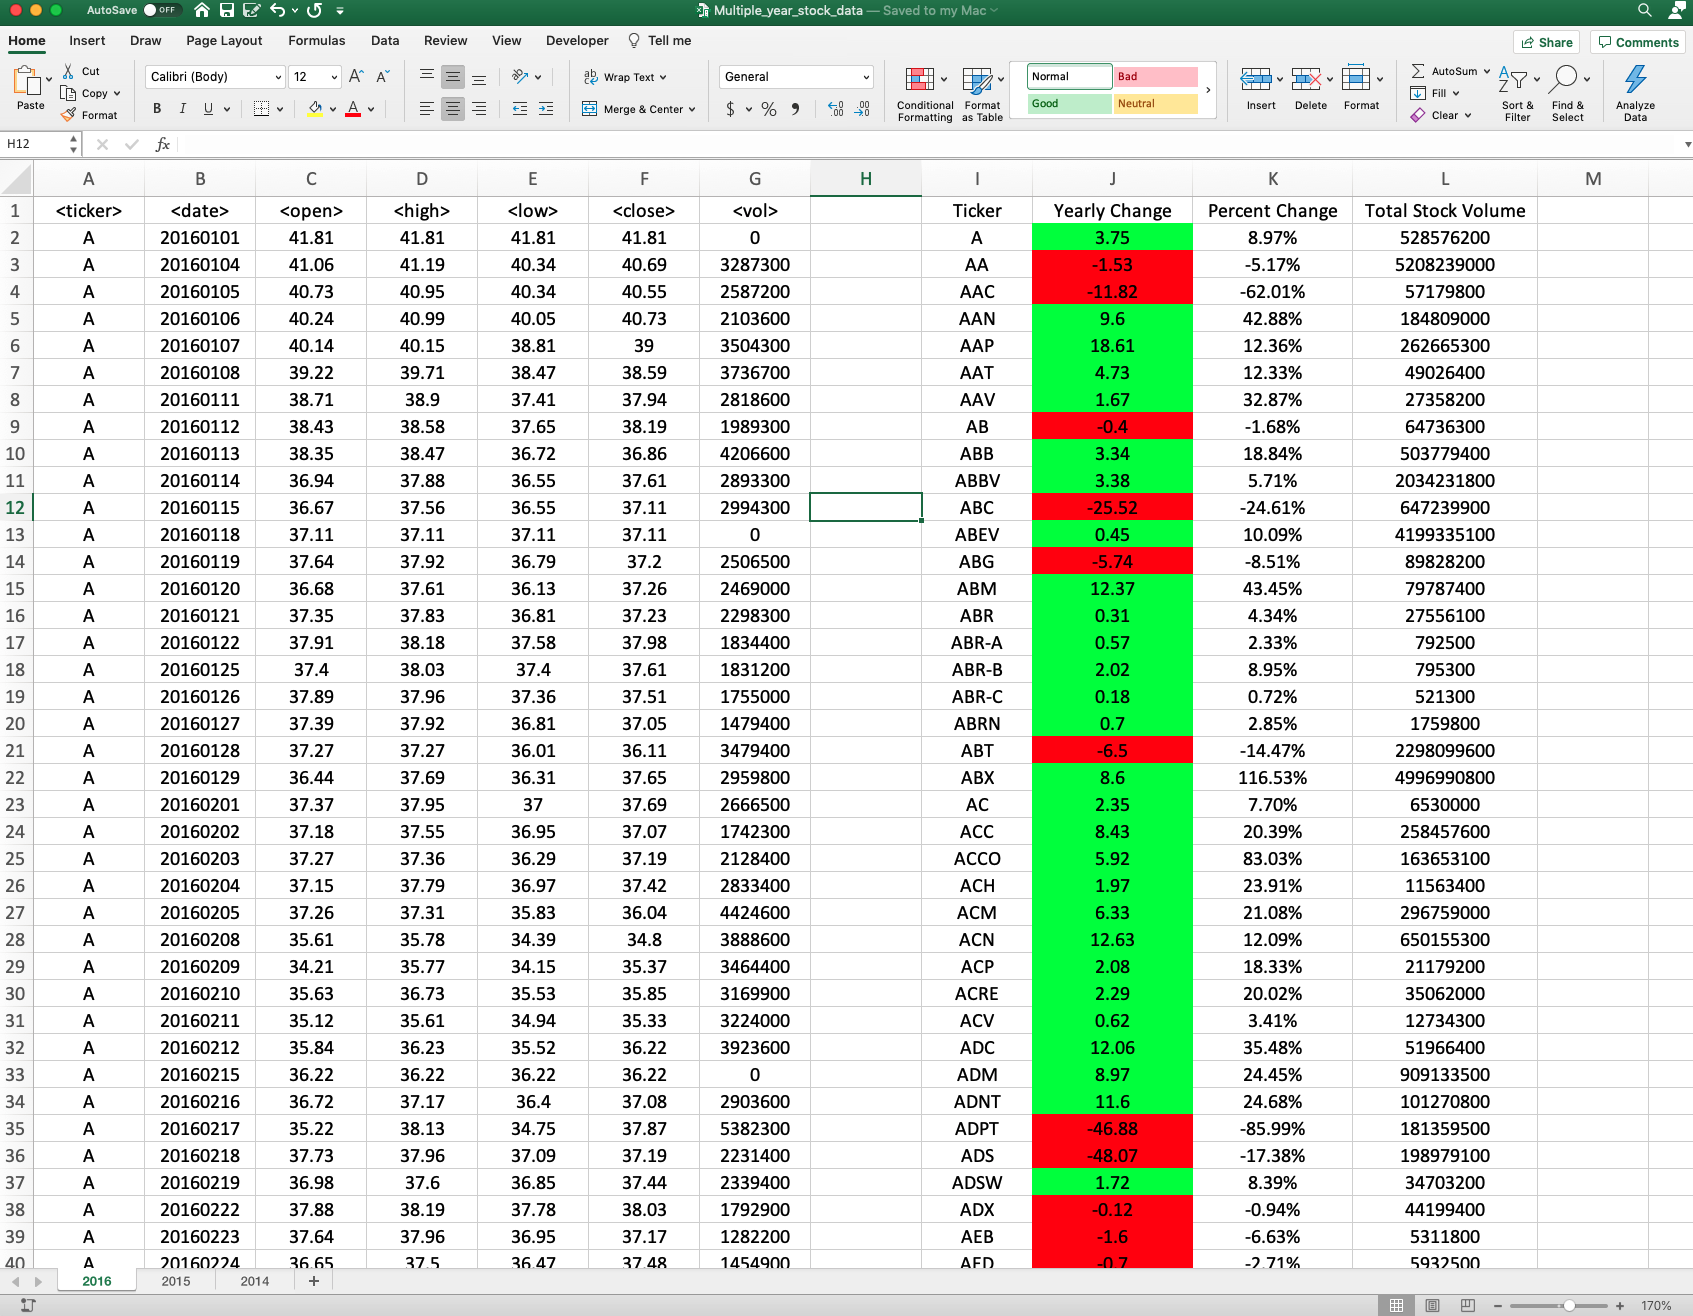 AutoSave OFF Multiple_year_stock_data — Saved to my Mac
Home Insert Draw Page Layout Formulas Data Review View Developer Tell me Share Comments
Paste Cut Copy Format
Calibri (Body) 12 A A
B I U A
ab Wrap Text
Merge & Center
General
$ % 9 .00 .00
Conditional Formatting Format as Table
Normal Bad
Good Neutral
Insert Delete Format
AutoSum
Fill
Clear
Sort & Filter Find & Select Analyze Data
H12 fx
A B C D E F G H I J K L M
1 <ticker> <date> <open> <high> <low> <close> <vol> Ticker Yearly Change Percent Change Total Stock Volume
2 A 20160101 41.81 41.81 41.81 41.81 0 A 3.75 8.97% 528576200
3 A 20160104 41.06 41.19 40.34 40.69 3287300 AA -1.53 -5.17% 5208239000
4 A 20160105 40.73 40.95 40.34 40.55 2587200 AAC -11.82 -62.01% 57179800
5 A 20160106 40.24 40.99 40.05 40.73 2103600 AAN 9.6 42.88% 184809000
6 A 20160107 40.14 40.15 38.81 39 3504300 AAP 18.61 12.36% 262665300
7 A 20160108 39.22 39.71 38.47 38.59 3736700 AAT 4.73 12.33% 49026400
8 A 20160111 38.71 38.9 37.41 37.94 2818600 AAV 1.67 32.87% 27358200
9 A 20160112 38.43 38.58 37.65 38.19 1989300 AB -0.4 -1.68% 64736300
10 A 20160113 38.35 38.47 36.72 36.86 4206600 ABB 3.34 18.84% 503779400
11 A 20160114 36.94 37.88 36.55 37.61 2893300 ABBV 3.38 5.71% 2034231800
12 A 20160115 36.67 37.56 36.55 37.11 2994300 ABC -25.52 -24.61% 647239900
13 A 20160118 37.11 37.11 37.11 37.11 0 ABEV 0.45 10.09% 4199335100
14 A 20160119 37.64 37.92 36.79 37.2 2506500 ABG -5.74 -8.51% 89828200
15 A 20160120 36.68 37.61 36.13 37.26 2469000 ABM 12.37 43.45% 79787400
16 A 20160121 37.35 37.83 36.81 37.23 2298300 ABR 0.31 4.34% 27556100
17 A 20160122 37.91 38.18 37.58 37.98 1834400 ABR-A 0.57 2.33% 792500
18 A 20160125 37.4 38.03 37.4 37.61 1831200 ABR-B 2.02 8.95% 795300
19 A 20160126 37.89 37.96 37.36 37.51 1755000 ABR-C 0.18 0.72% 521300
20 A 20160127 37.39 37.92 36.81 37.05 1479400 ABRN 0.7 2.85% 1759800
21 A 20160128 37.27 37.27 36.01 36.11 3479400 ABT -6.5 -14.47% 2298099600
22 A 20160129 36.44 37.69 36.31 37.65 2959800 ABX 8.6 116.53% 4996990800
23 A 20160201 37.37 37.95 37 37.69 2666500 AC 2.35 7.70% 6530000
24 A 20160202 37.18 37.55 36.95 37.07 1742300 ACC 8.43 20.39% 258457600
25 A 20160203 37.27 37.36 36.29 37.19 2128400 ACCO 5.92 83.03% 163653100
26 A 20160204 37.15 37.79 36.97 37.42 2833400 ACH 1.97 23.91% 11563400
27 A 20160205 37.26 37.31 35.83 36.04 4424600 ACM 6.33 21.08% 296759000
28 A 20160208 35.61 35.78 34.39 34.8 3888600 ACN 12.63 12.09% 650155300
29 A 20160209 34.21 35.77 34.15 35.37 3464400 ACP 2.08 18.33% 21179200
30 A 20160210 35.63 36.73 35.53 35.85 3169900 ACRE 2.29 20.02% 35062000
31 A 20160211 35.12 35.61 34.94 35.33 3224000 ACV 0.62 3.41% 12734300
32 A 20160212 35.84 36.23 35.52 36.22 3923600 ADC 12.06 35.48% 51966400
33 A 20160215 36.22 36.22 36.22 36.22 0 ADM 8.97 24.45% 909133500
34 A 20160216 36.72 37.17 36.4 37.08 2903600 ADNT 11.6 24.68% 101270800
35 A 20160217 35.22 38.13 34.75 37.87 5382300 ADPT -46.88 -85.99% 181359500
36 A 20160218 37.73 37.96 37.09 37.19 2231400 ADS -48.07 -17.38% 198979100
37 A 20160219 36.98 37.6 36.85 37.44 2339400 ADSW 1.72 8.39% 34703200
38 A 20160222 37.88 38.19 37.78 38.03 1792900 ADX -0.12 -0.94% 44199400
39 A 20160223 37.64 37.96 36.95 37.17 1282200 AEB -1.6 -6.63% 5311800
40 A 20160224 36.65 37.5 36.47 37.48 1454900 AED -0.7 -2.71% 5932500
2016 2015 2014 +
170%